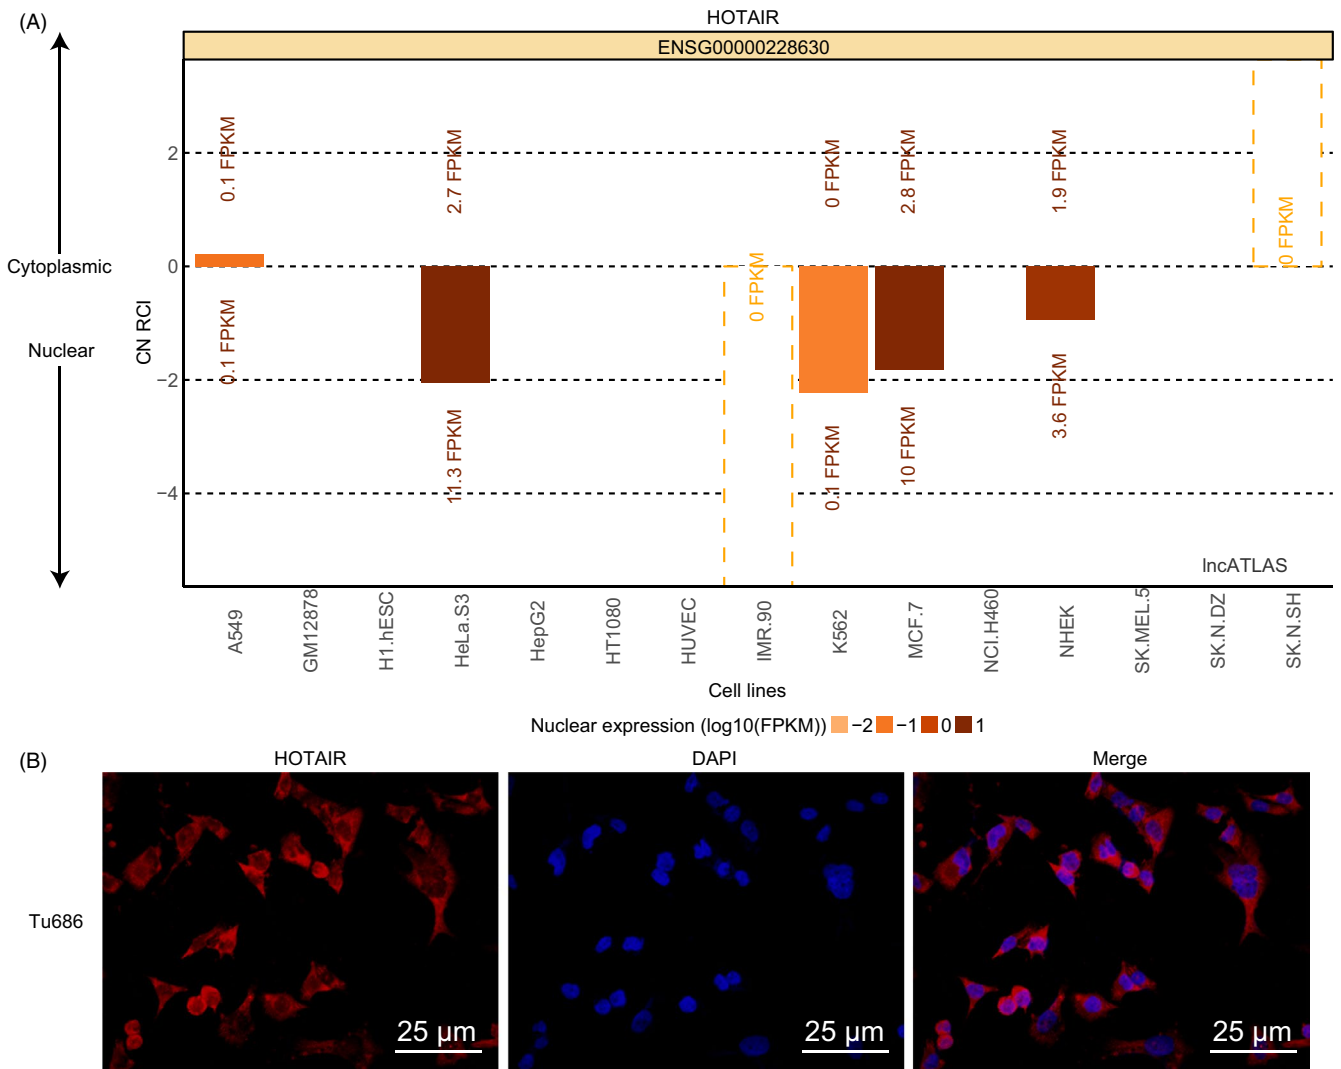 (A)
HOTAIR
ENSG00000228630
Cytoplasmic
Nuclear
CN RCI
2
0
−2
−4
0.1 FPKM
0.1 FPKM
2.7 FPKM
11.3 FPKM
0 FPKM
0 FPKM
0.1 FPKM
2.8 FPKM
10 FPKM
1.9 FPKM
3.6 FPKM
0 FPKM
lncATLAS
A549
GM12878
H1.hESC
HeLa.S3
HepG2
HT1080
HUVEC
IMR.90
K562
MCF.7
NCI.H460
NHEK
SK.MEL.5
SK.N.DZ
SK.N.SH
Cell lines
Nuclear expression (log10(FPKM)) −2 −1 0 1
(B)
HOTAIR
DAPI
Merge
Tu686
25 µm
25 µm
25 µm